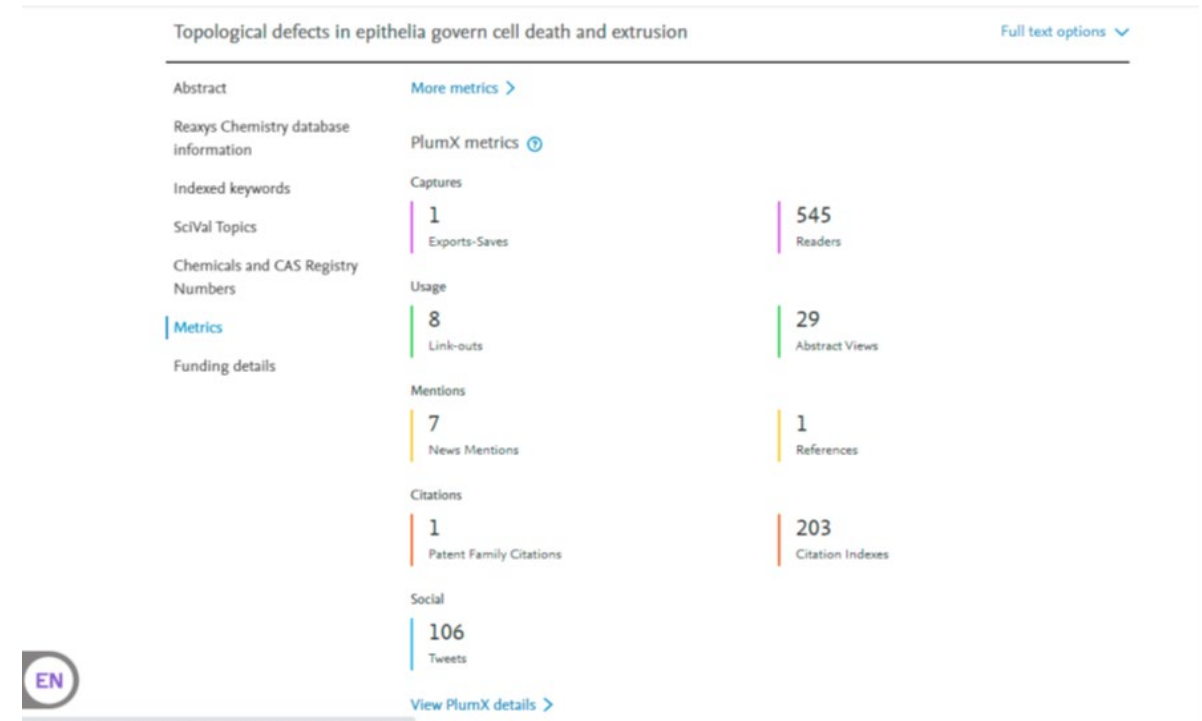 Topological defects in epithelia govern cell death and extrusion
Full text options
Abstract
Reaxys Chemistry database
information
Indexed keywords
SciVal Topics
Chemicals and CAS Registry
Numbers
Metrics
Funding details
More metrics
PlumX metrics
Captures
1
Exports-Saves
545
Readers
Usage
8
Link-outs
29
Abstract Views
Mentions
7
News Mentions
1
References
Citations
1
Patent Family Citations
203
Citation Indexes
Social
106
Tweets
View PlumX details
EN